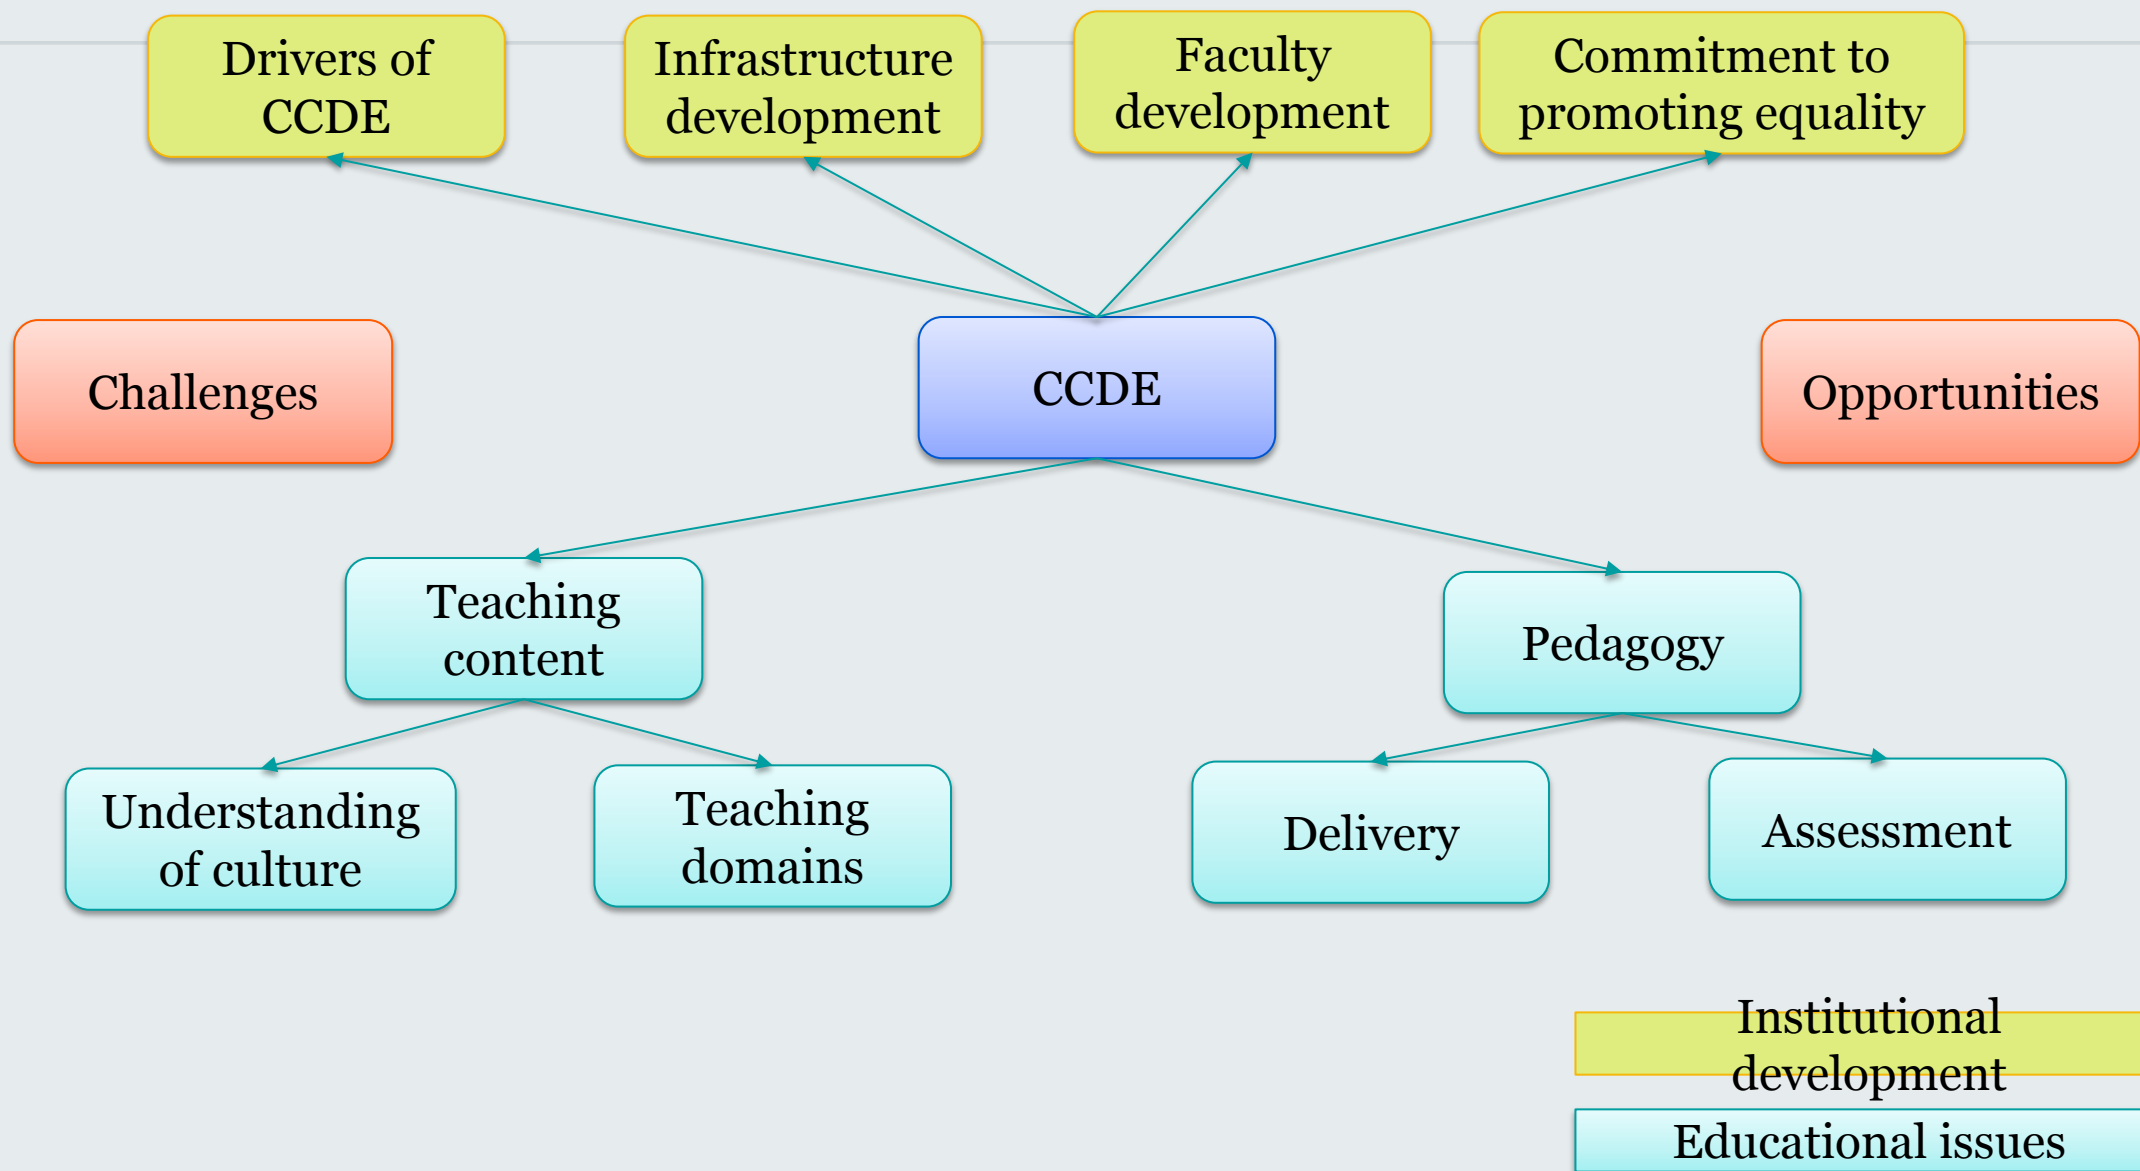 Drivers of
CCDE
Infrastructure
development
Faculty
development
Commitment to
promoting equality
Challenges
CCDE
Opportunities
Teaching
content
Pedagogy
Understanding
of culture
Teaching
domains
Delivery
Assessment
Institutional
development
Educational issues